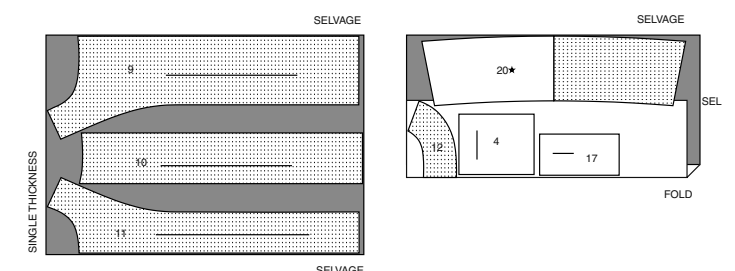 SELVAGE
9
10
SINGLE THICKNESS
11
SELVAGE
SELVAGE
20★
SEL
12
4
17
FOLD